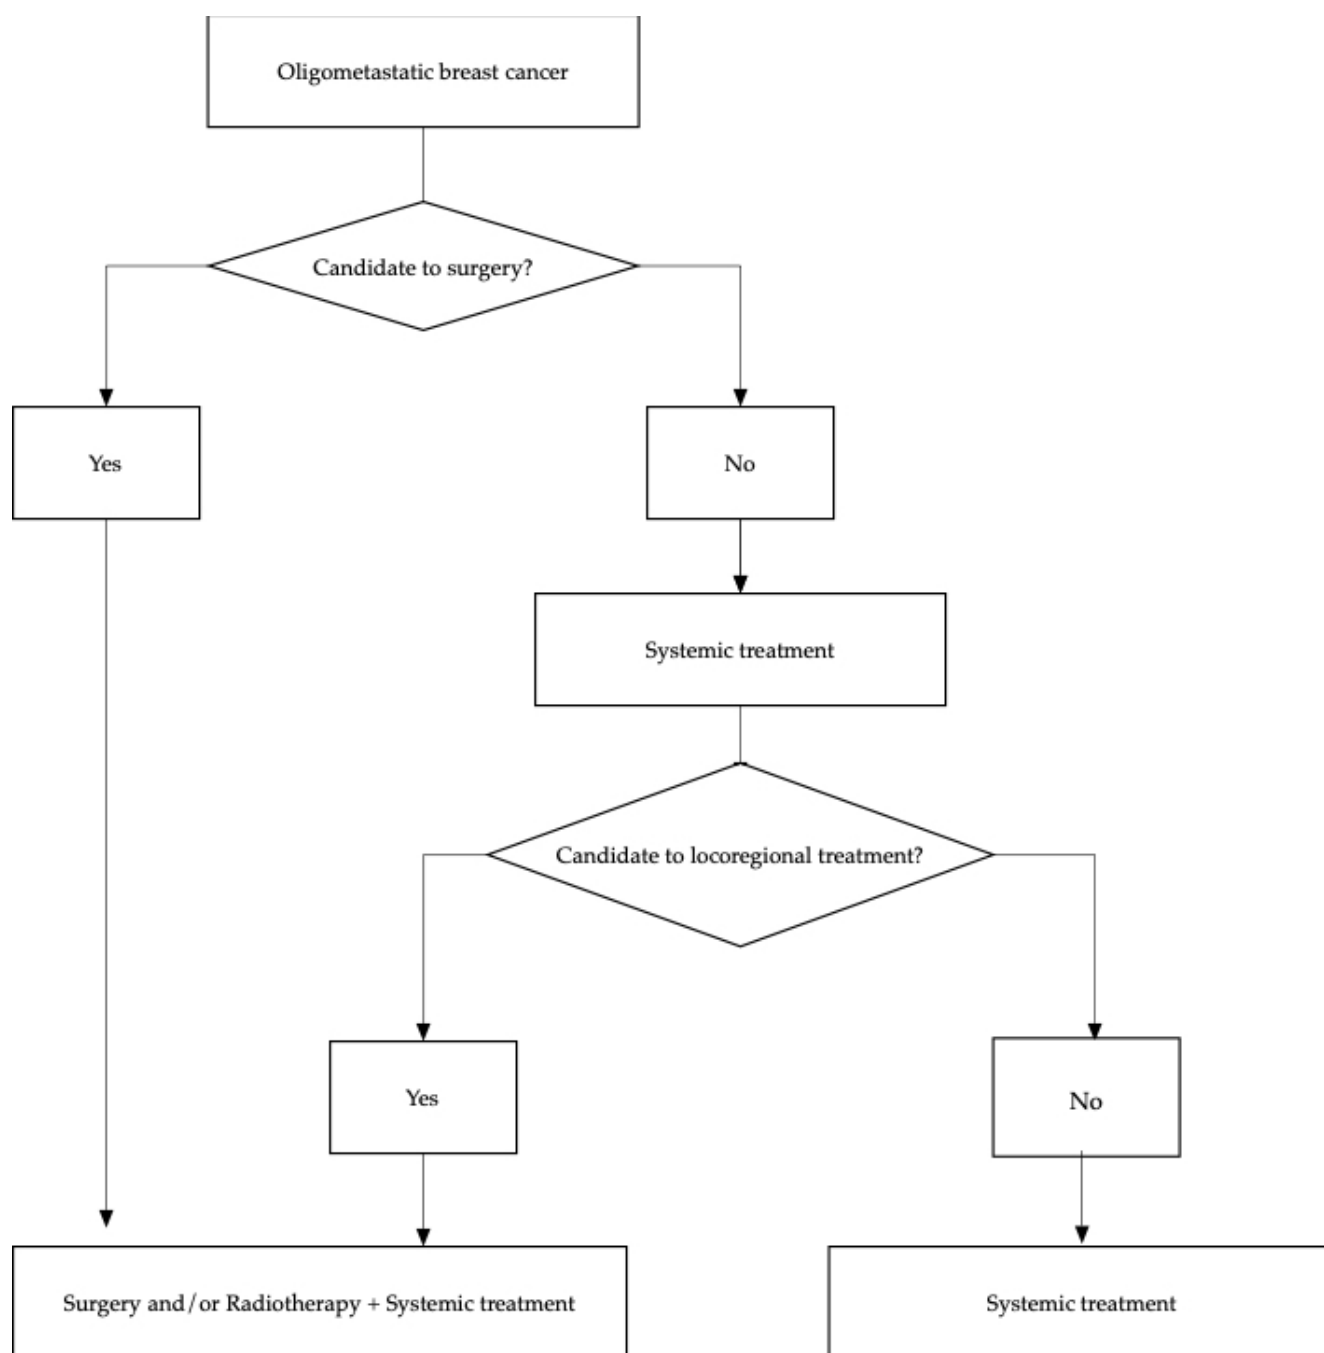 Oligometastatic breast cancer
Candidate to surgery?
Yes
No
Systemic treatment
Candidate to locoregional treatment?
Yes
No
Surgery and/or Radiotherapy + Systemic treatment
Systemic treatment